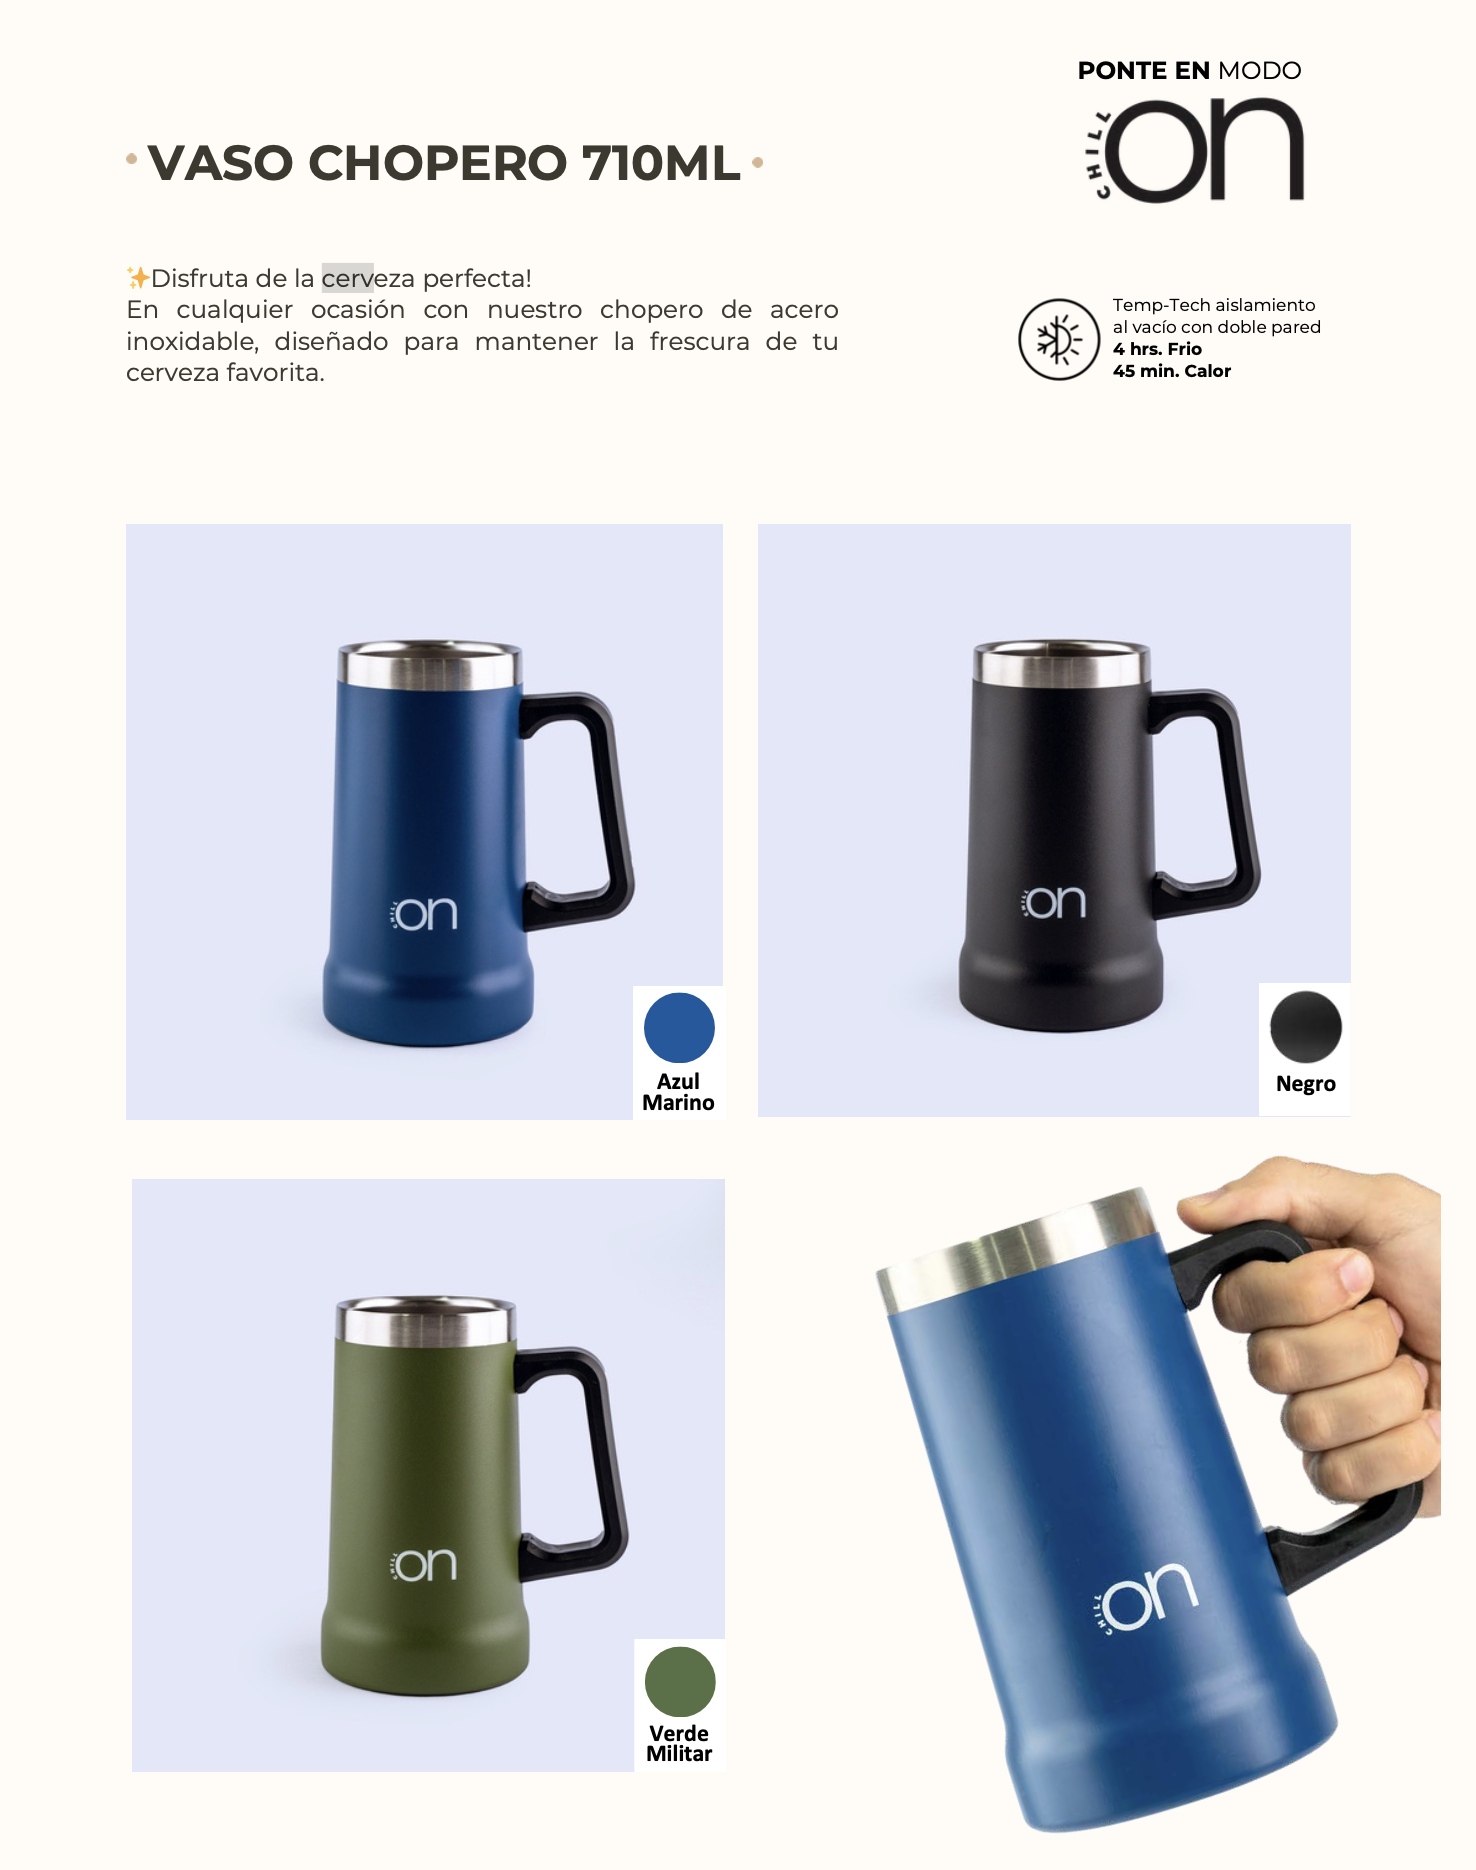 PONTE EN MODO
CHILL
on
• VASO CHOPERO 710ML •
✨Disfruta de la cerveza perfecta!
En cualquier ocasión con nuestro chopero de acero
inoxidable, diseñado para mantener la frescura de tu
cerveza favorita.
Temp-Tech aislamiento
al vacío con doble pared
4 hrs. Frio
45 min. Calor
CHILL
on
Azul
Marino
CHILL
on
Negro
CHILL
on
Verde
Militar
CHILL
on